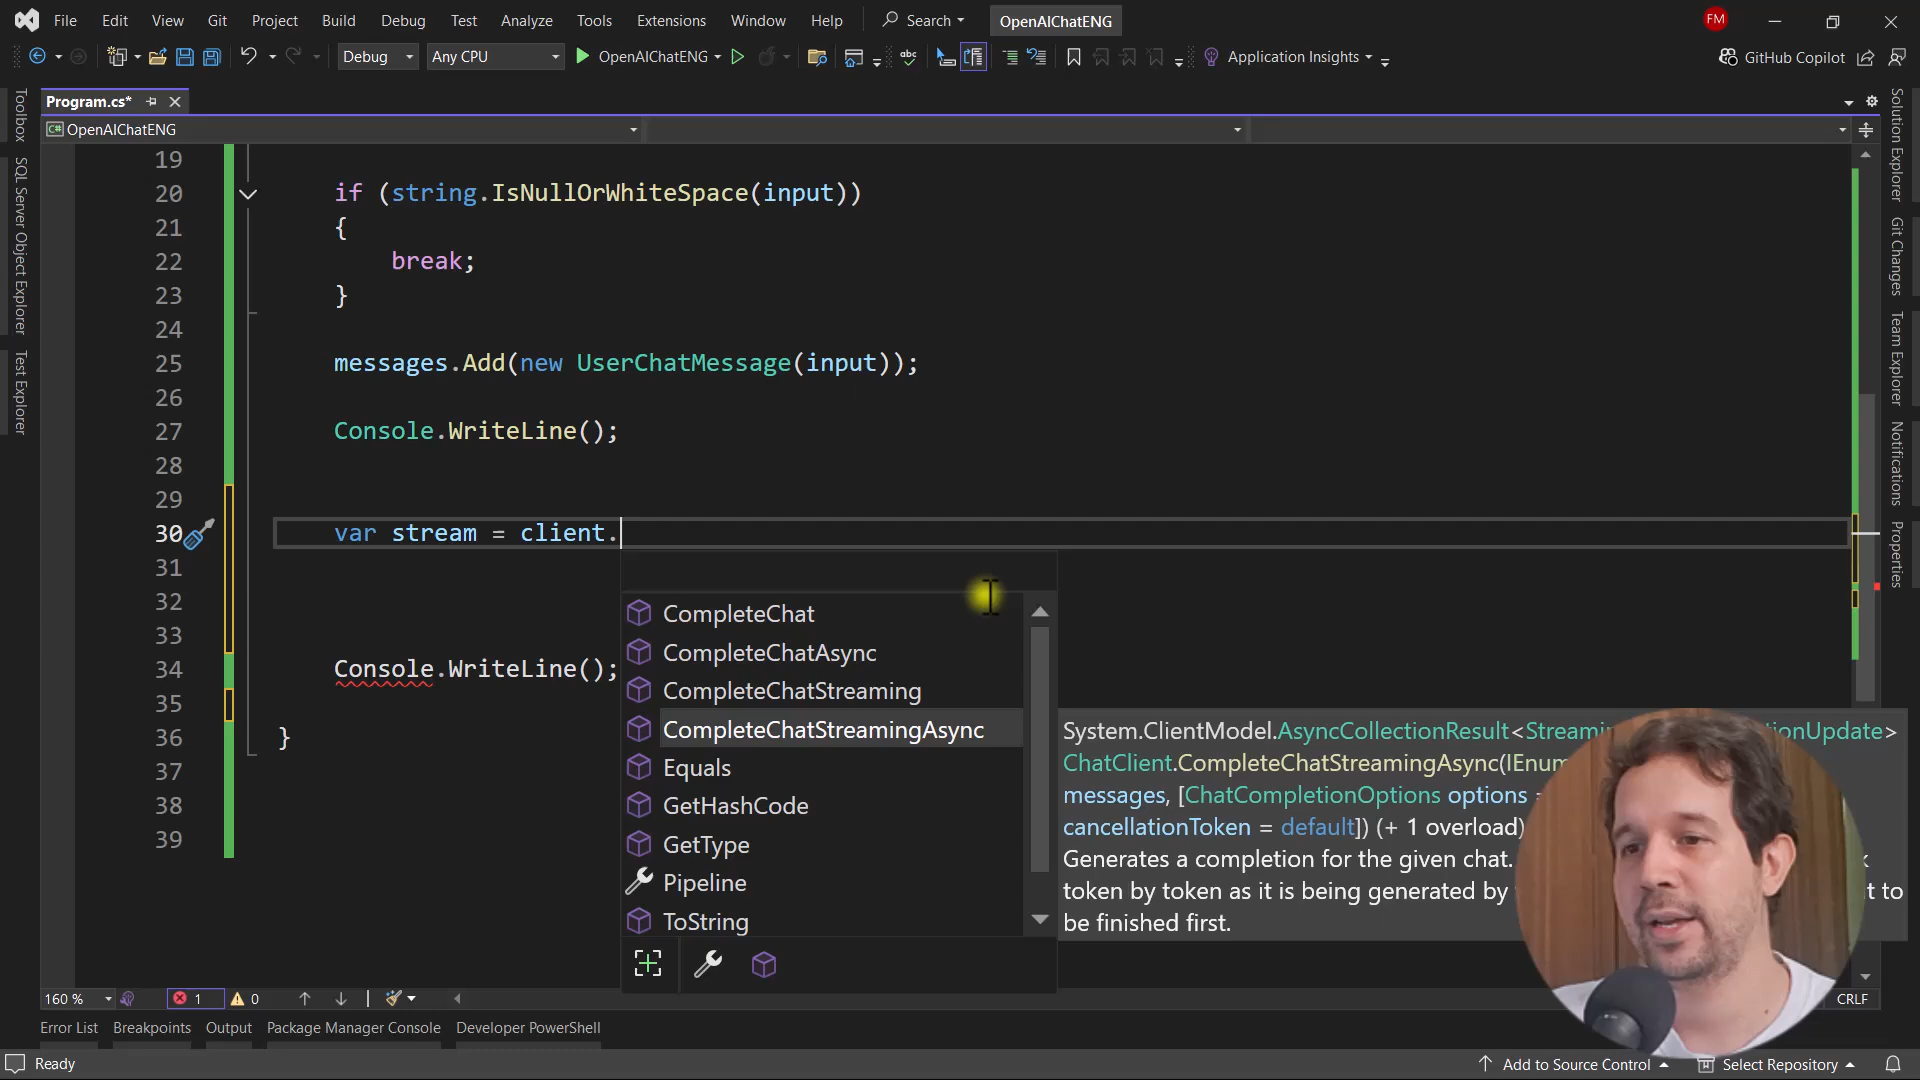 File Edit View Git Project Build Debug Test Analyze Tools Extensions Window Help Search OpenAIChatENG FM
Debug Any CPU OpenAIChatENG abc Application Insights GitHub Copilot
Program.cs*
C# OpenAIChatENG
Toolbox
SQL Server Object Explorer
Test Explorer
19
20 if (string.IsNullOrWhiteSpace(input))
21 {
22 break;
23 }
24
25 messages.Add(new UserChatMessage(input));
26
27 Console.WriteLine();
28
29
30 var stream = client.
31
32
33
34 Console.WriteLine();
35
36 }
37
38
39
CompleteChat
CompleteChatAsync
CompleteChatStreaming
CompleteChatStreamingAsync
Equals
GetHashCode
GetType
Pipeline
ToString
System.ClientModel.AsyncCollectionResult<Streami
ionUpdate>
ChatClient.CompleteChatStreamingAsync(IEnum
messages, [ChatCompletionOptions options =
cancellationToken = default]) (+ 1 overload)
Generates a completion for the given chat.
token by token as it is being generated by
to
be finished first.
Solution Explorer
Git Changes
Team Explorer
Notifications
Properties
160 % 1 0 CRLF
Error List Breakpoints Output Package Manager Console Developer PowerShell
Ready Add to Source Control Select Repository